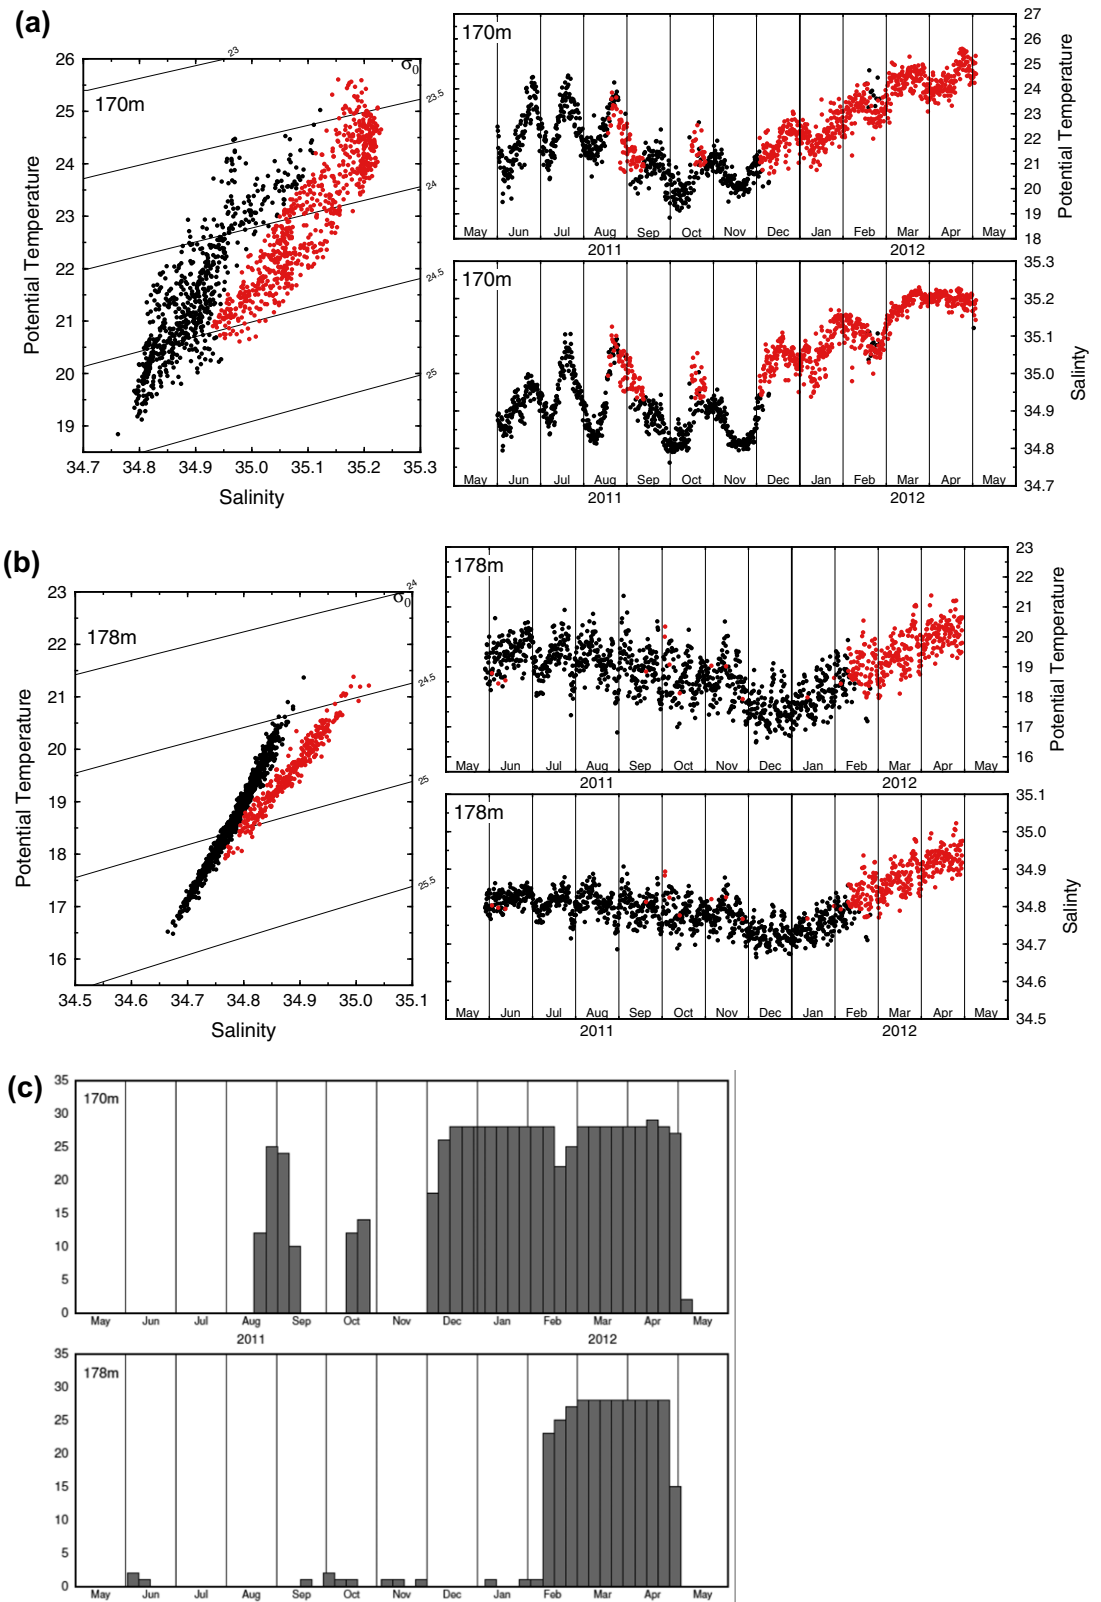 (a)
170m
σ0
23
23.5
24
24.5
25
26
25
24
23
22
21
20
19
Potential Temperature
34.7 34.8 34.9 35.0 35.1 35.2 35.3
Salinity
170m
27
26
25
24
23
22
21
20
19
18
Potential Temperature
May Jun Jul Aug Sep Oct Nov Dec Jan Feb Mar Apr May
2011 2012
170m
35.3
35.2
35.1
35.0
34.9
34.8
34.7
Salinity
May Jun Jul Aug Sep Oct Nov Dec Jan Feb Mar Apr May
2011 2012
(b)
178m
σ0
24
24.5
25
25.5
23
22
21
20
19
18
17
16
Potential Temperature
34.5 34.6 34.7 34.8 34.9 35.0 35.1
Salinity
178m
23
22
21
20
19
18
17
16
Potential Temperature
May Jun Jul Aug Sep Oct Nov Dec Jan Feb Mar Apr May
2011 2012
178m
35.1
35.0
34.9
34.8
34.7
34.6
34.5
Salinity
May Jun Jul Aug Sep Oct Nov Dec Jan Feb Mar Apr May
2011 2012
(c)
170m
35
30
25
20
15
10
5
0
May Jun Jul Aug Sep Oct Nov Dec Jan Feb Mar Apr May
2011 2012
178m
35
30
25
20
15
10
5
0
May Jun Jul Aug Sep Oct Nov Dec Jan Feb Mar Apr May